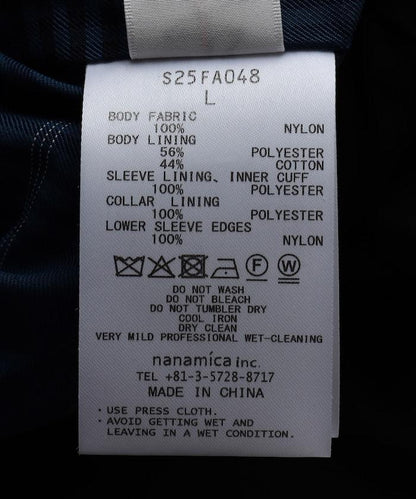 S25FA048
L
BODY FABRIC
100% NYLON
BODY LINING
56% POLYESTER
44% COTTON
SLEEVE LINING、INNER CUFF
100% POLYESTER
COLLAR LINING
100% POLYESTER
LOWER SLEEVE EDGES
100% NYLON
F W
DO NOT WASH
DO NOT BLEACH
DO NOT TUMBLER DRY
COOL IRON
DRY CLEAN
VERY MILD PROFESSIONAL WET-CLEANING
nanamica inc.
TEL +81-3-5728-8717
MADE IN CHINA
・USE PRESS CLOTH.
・AVOID GETTING WET AND
LEAVING IN A WET CONDITION.